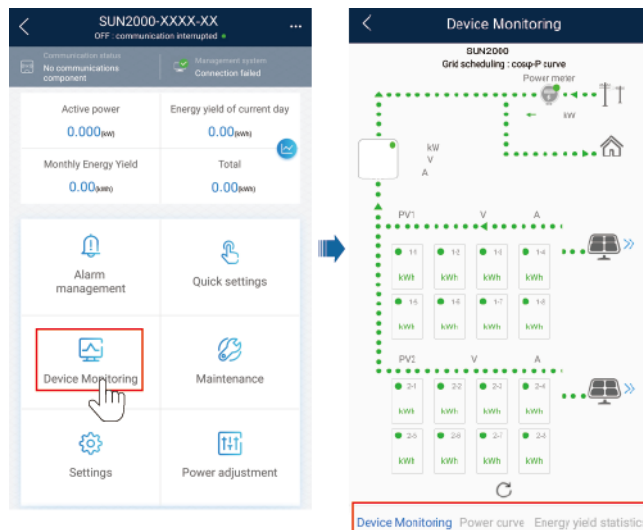 SUN2000-XXXX-XX
OFF : communication interrupted
Communication status
No communications
component
Management system
Connection failed
Active power
0.000(kW)
Energy yield of current day
0.00(kWh)
Monthly Energy Yield
0.00(kWh)
Total
0.00(kWh)
Alarm
management
Quick settings
Device Monitoring
Maintenance
Settings
Power adjustment
Device Monitoring
SUN2000
Grid scheduling : cosφ-P curve
Power meter
kW
kW
V
A
PV1 V A
1-1 1-2 1-3 1-4
kWh kWh kWh kWh
1-5 1-6 1-7 1-8
kWh kWh kWh kWh
PV2 V A
2-1 2-2 2-3 2-4
kWh kWh kWh kWh
2-5 2-6 2-7 2-8
kWh kWh kWh kWh
Device Monitoring Power curve Energy yield statistic